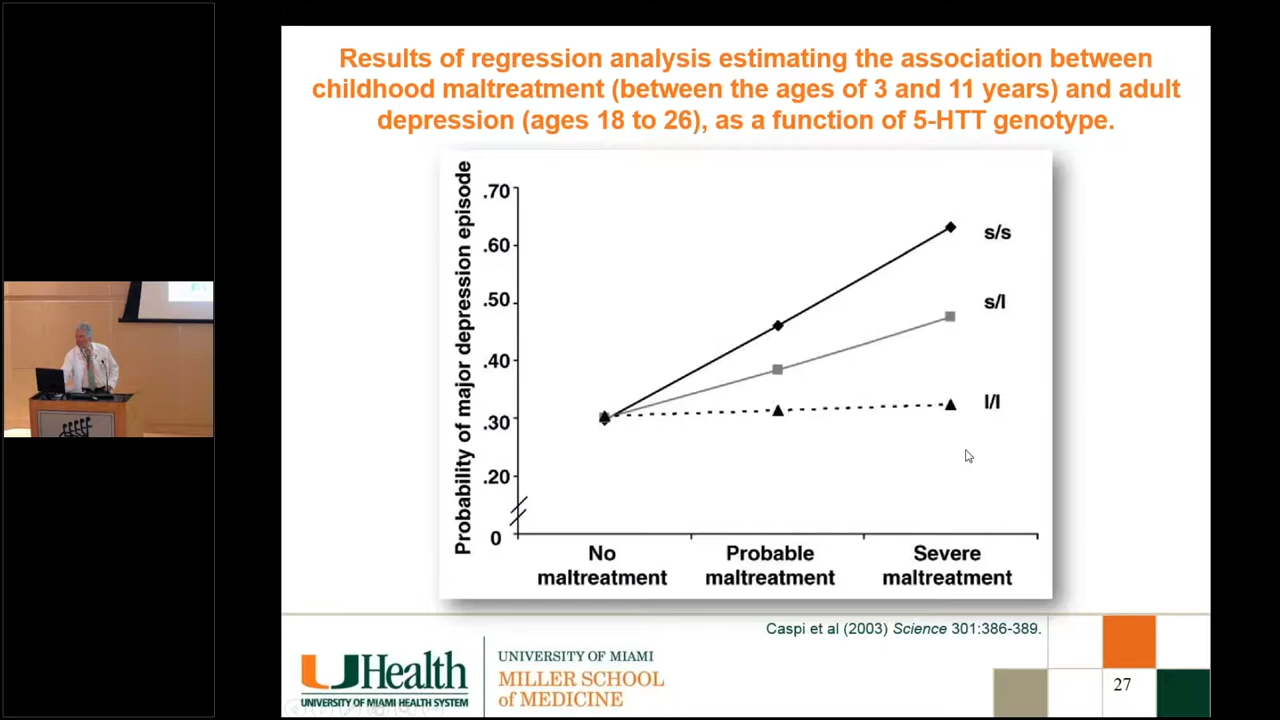 Results of regression analysis estimating the association between
childhood maltreatment (between the ages of 3 and 11 years) and adult
depression (ages 18 to 26), as a function of 5-HTT genotype.
Probability of major depression episode
.70
.60
.50
.40
.30
.20
0
s/s
s/l
l/l
No
maltreatment
Probable
maltreatment
Severe
maltreatment
Caspi et al (2003) Science 301:386-389.
UHealth
UNIVERSITY OF MIAMI HEALTH SYSTEM
UNIVERSITY OF MIAMI
MILLER SCHOOL
of MEDICINE
27